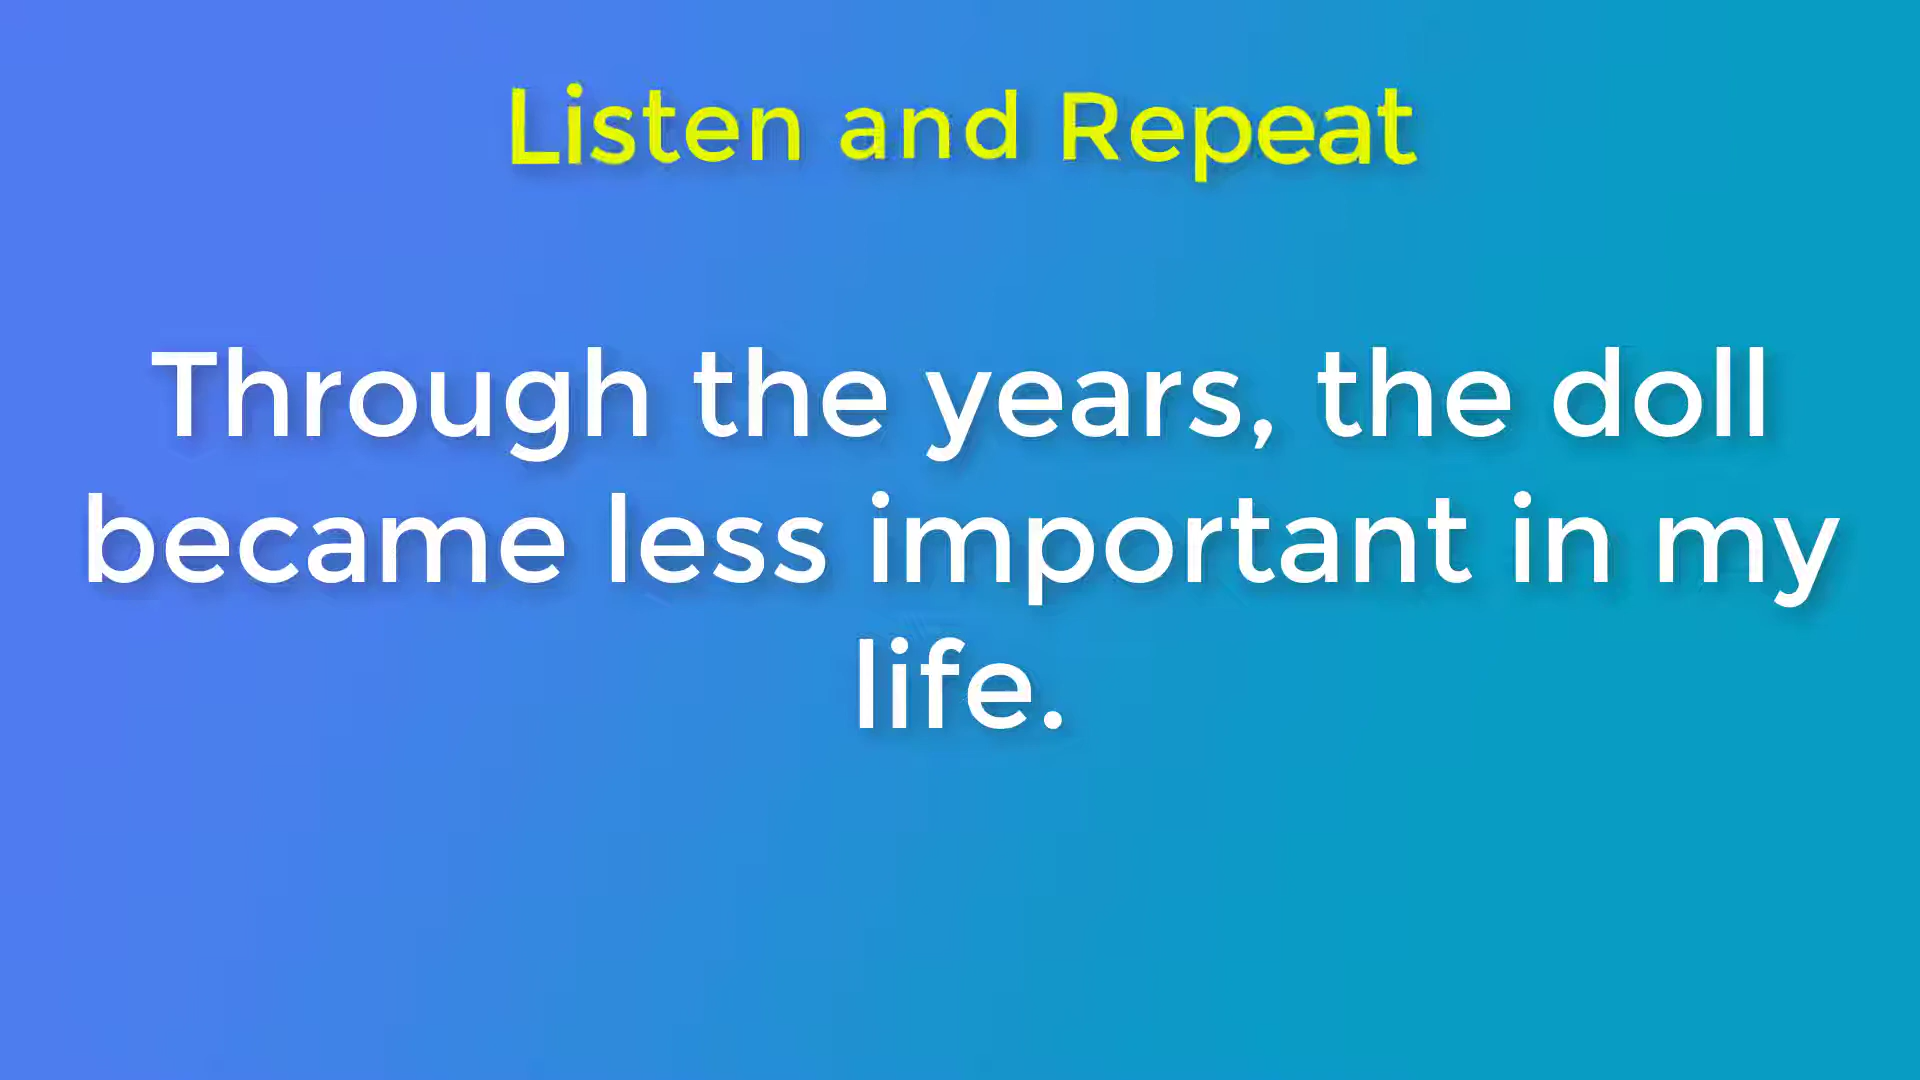 Listen and Repeat
Through the years, the doll
became less important in my
life.